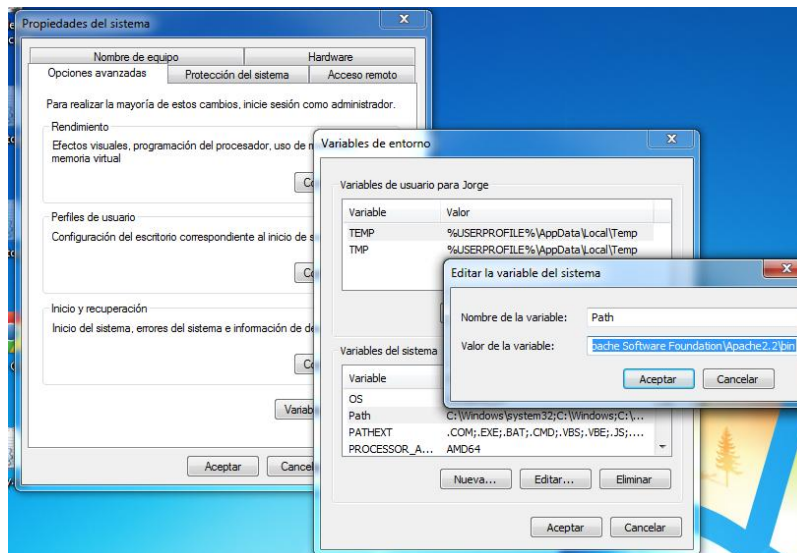 Propiedades del sistema
Nombre de equipo
Hardware
Opciones avanzadas
Protección del sistema
Acceso remoto
Para realizar la mayoría de estos cambios, inicie sesión como administrador.
Rendimiento
Efectos visuales, programación del procesador, uso de
memoria virtual
Perfiles de usuario
Configuración del escritorio correspondiente al inicio de
Inicio y recuperación
Inicio del sistema, errores del sistema e información de
Aceptar
Variables de entorno
Variables de usuario para Jorge
Variable Valor
TEMP %USERPROFILE%\AppData\Local\Temp
TMP %USERPROFILE%\AppData\Local\Temp
Editar la variable del sistema
Nombre de la variable: Path
Valor de la variable: pache Software Foundation\Apache2.2\bin
Aceptar Cancelar
Variables del sistema
Variable
OS
Path C:\Windows\system32;C:\Windows;C:\...
PATHEXT .COM;.EXE;.BAT;.CMD;.VBS;.VBE;.JS;....
PROCESSOR_A... AMD64
Nueva... Editar... Eliminar
Aceptar Cancelar